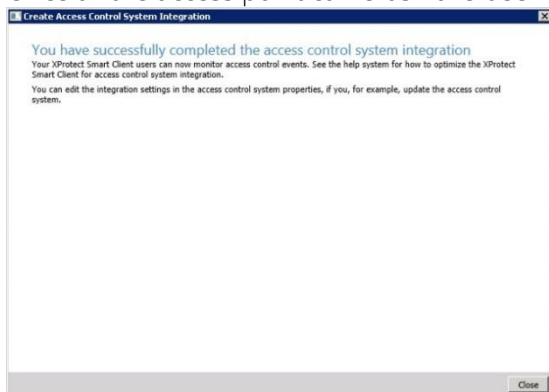 Create Access Control System Integration
You have successfully completed the access control system integration
Your XProtect Smart Client users can now monitor access control events. See the help system for how to optimize the XProtect
Smart Client for access control system integration.
You can edit the integration settings in the access control system properties, if you, for example, update the access control
system.
Close